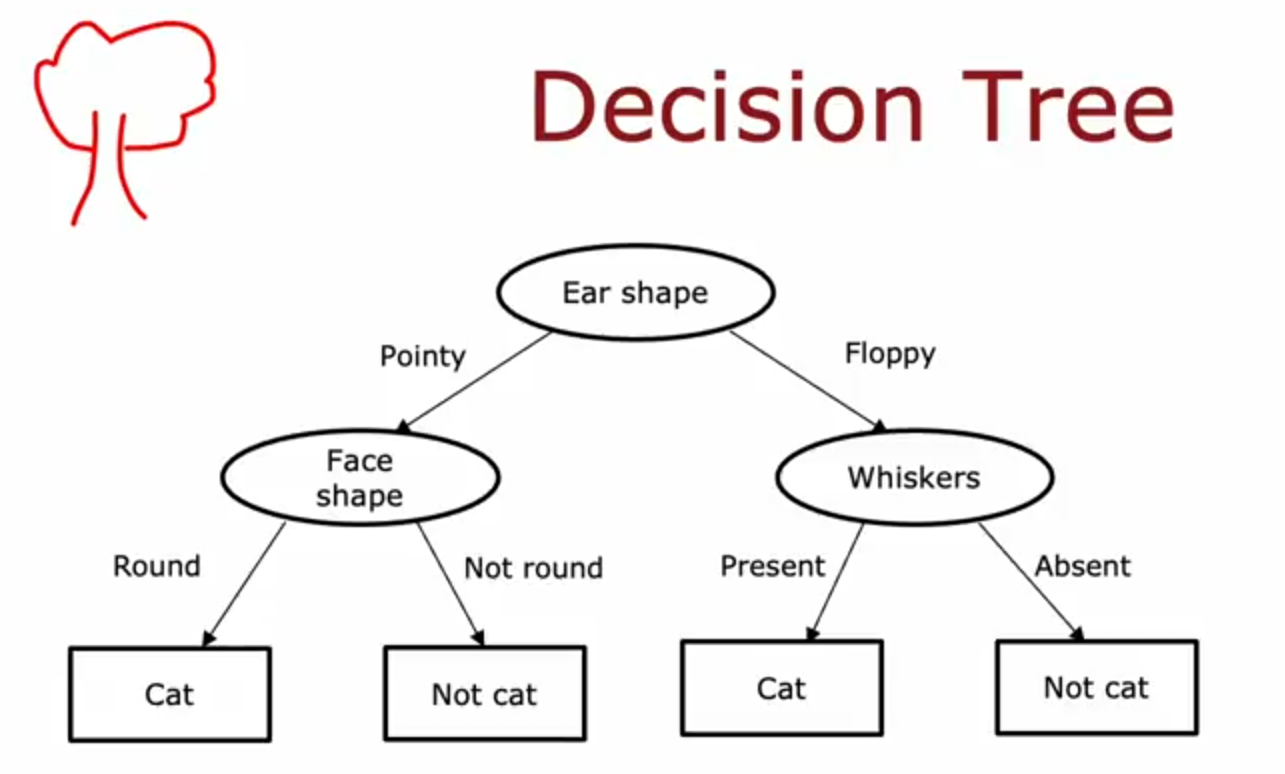 Decision Tree
Ear shape
Pointy
Floppy
Face
shape
Whiskers
Round
Not round
Present
Absent
Cat
Not cat
Cat
Not cat